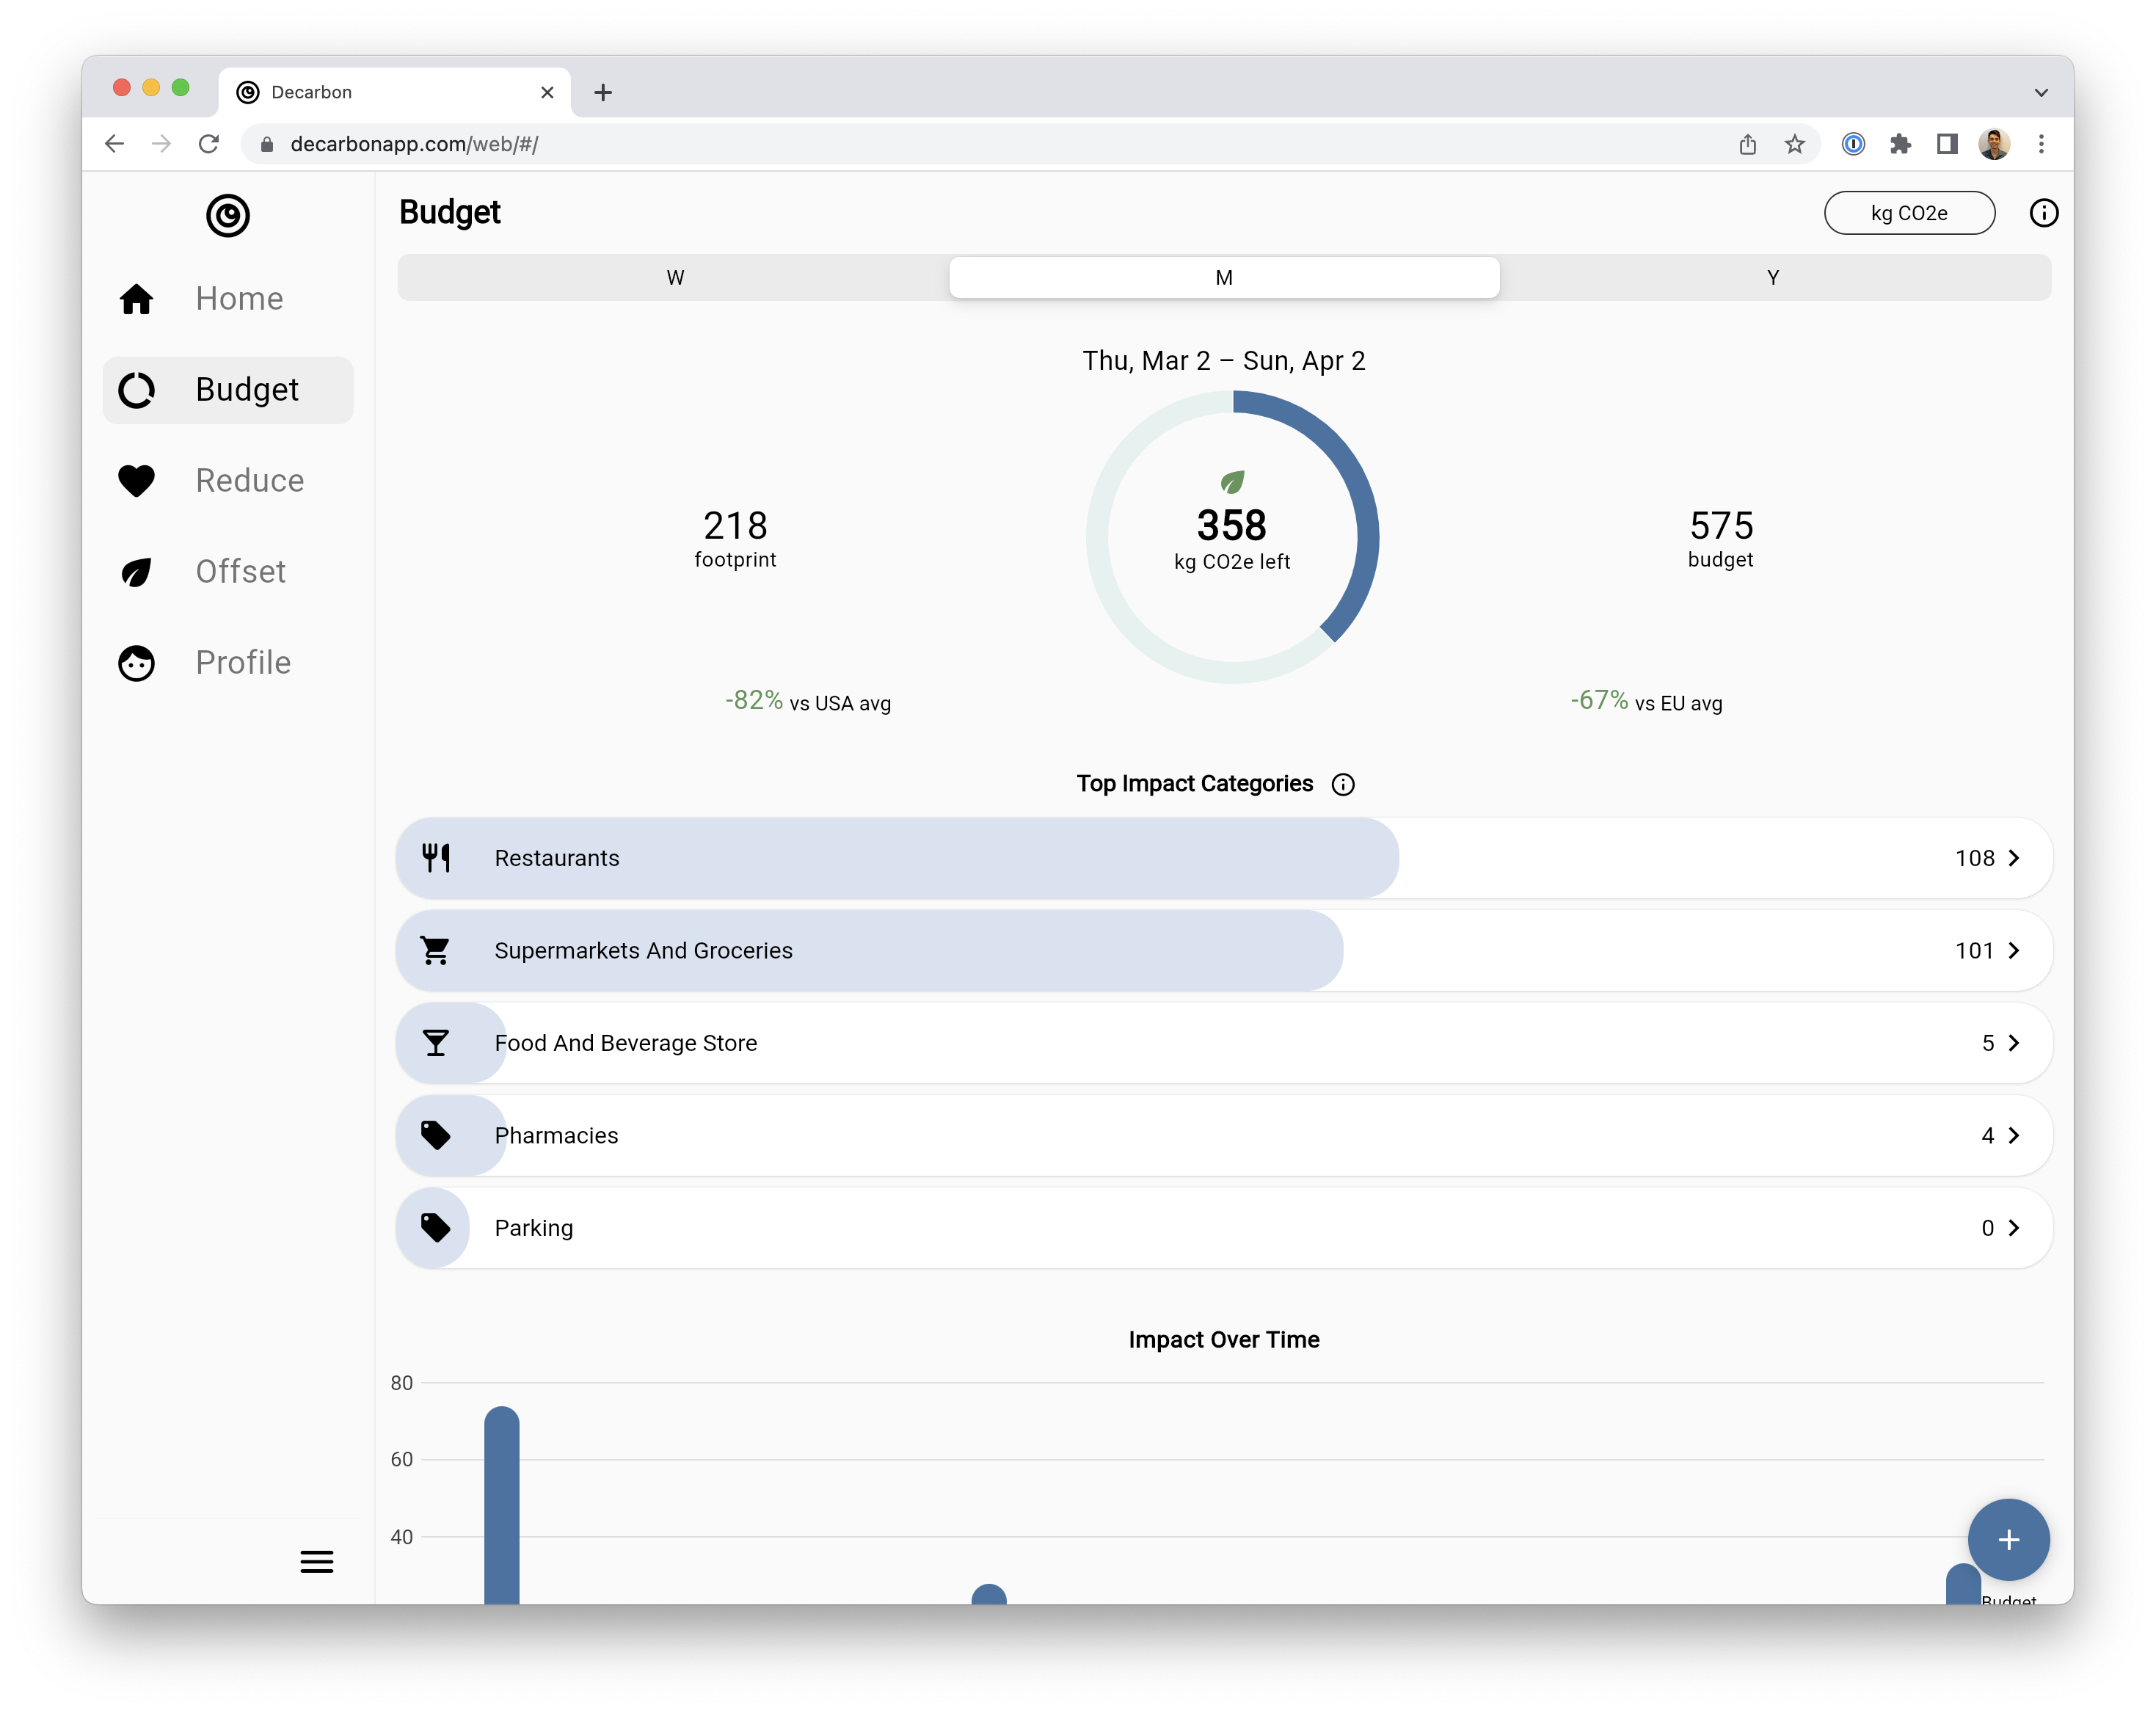 Decarbon
decarbonapp.com/web/#/
Budget
kg CO2e
Home
Budget
Reduce
Offset
Profile
W
M
Y
Thu, Mar 2 – Sun, Apr 2
218
footprint
358
kg CO2e left
575
budget
-82% vs USA avg
-67% vs EU avg
Top Impact Categories
Restaurants
108
Supermarkets And Groceries
101
Food And Beverage Store
5
Pharmacies
4
Parking
0
Impact Over Time
80
60
40
Budget